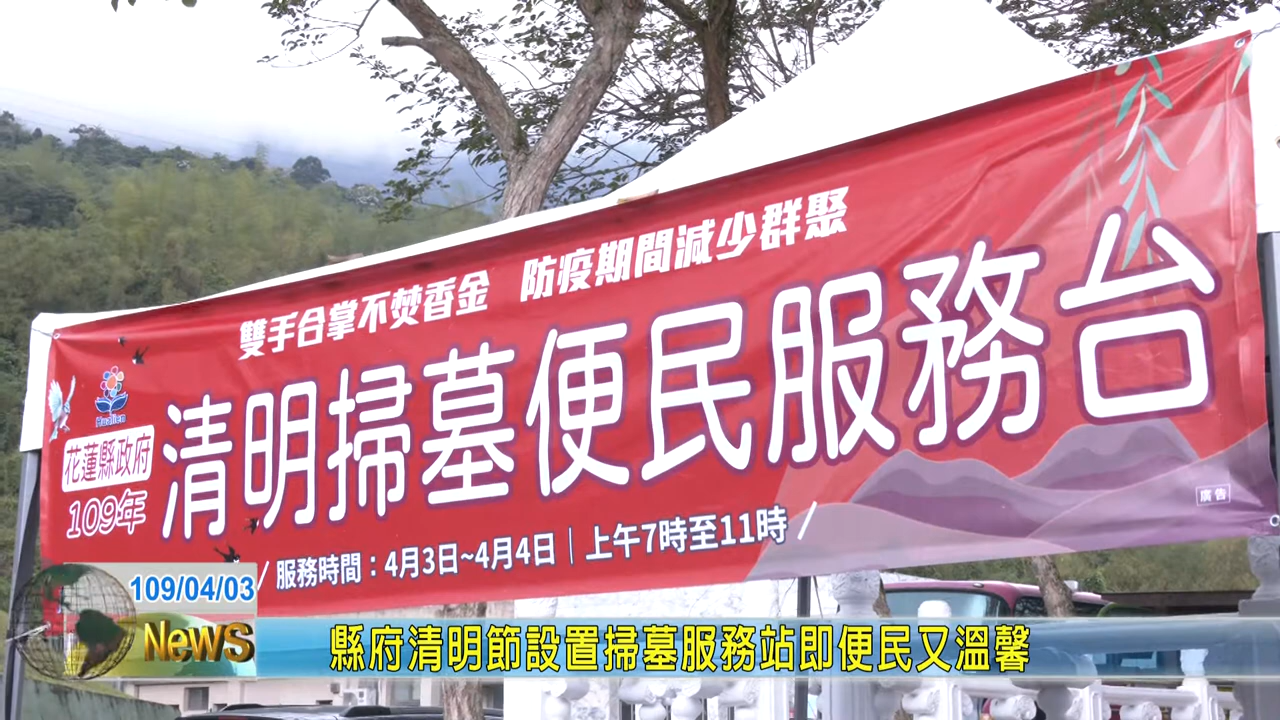 雙手合掌不焚香金 防疫期間減少群聚
Hualien
花蓮縣政府
109年
清明掃墓便民服務台
服務時間：4月3日~4月4日｜上午7時至11時
廣告
109/04/03
News
縣府清明節設置掃墓服務站即便民又溫馨